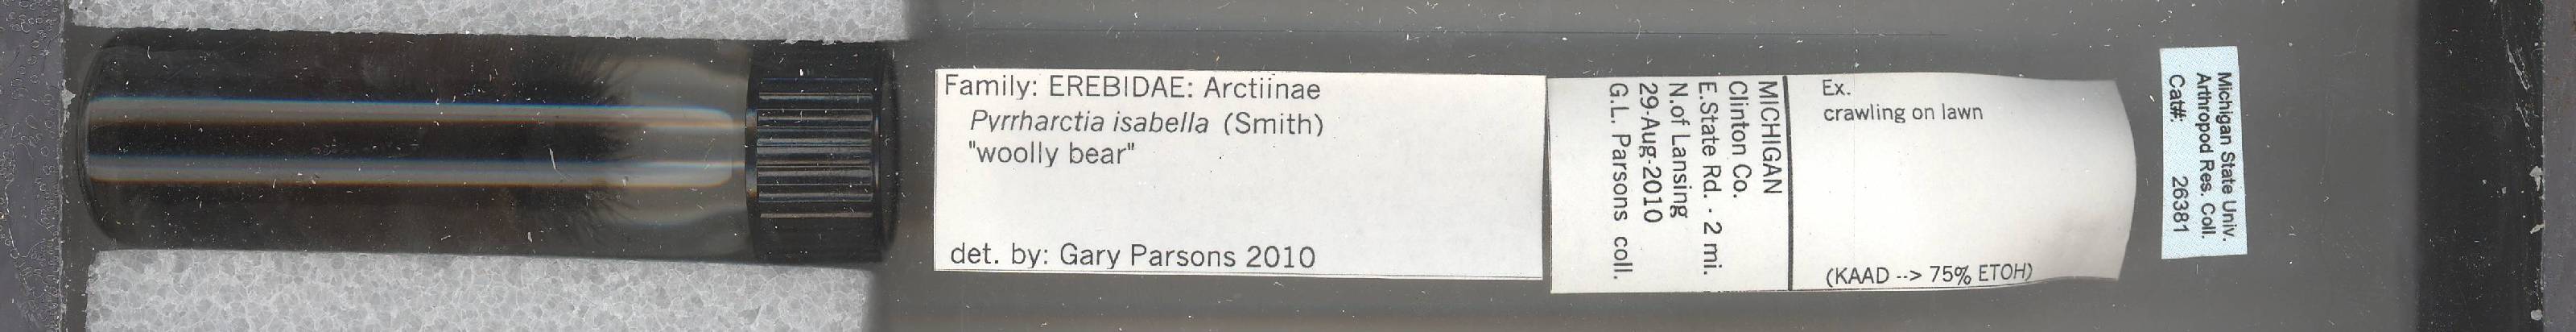 Family: EREBIDAE: Arctiinae
Pyrrharctia isabella (Smith)
"woolly bear"
det. by: Gary Parsons 2010
MICHIGAN
Clinton Co.
E.State Rd. - 2 mi.
N.of Lansing
29-Aug-2010
G.L. Parsons coll.
Ex.
crawling on lawn
(KAAD --> 75% ETOH)
Michigan State Univ.
Arthropod Res. Coll.
Cat#: 26381